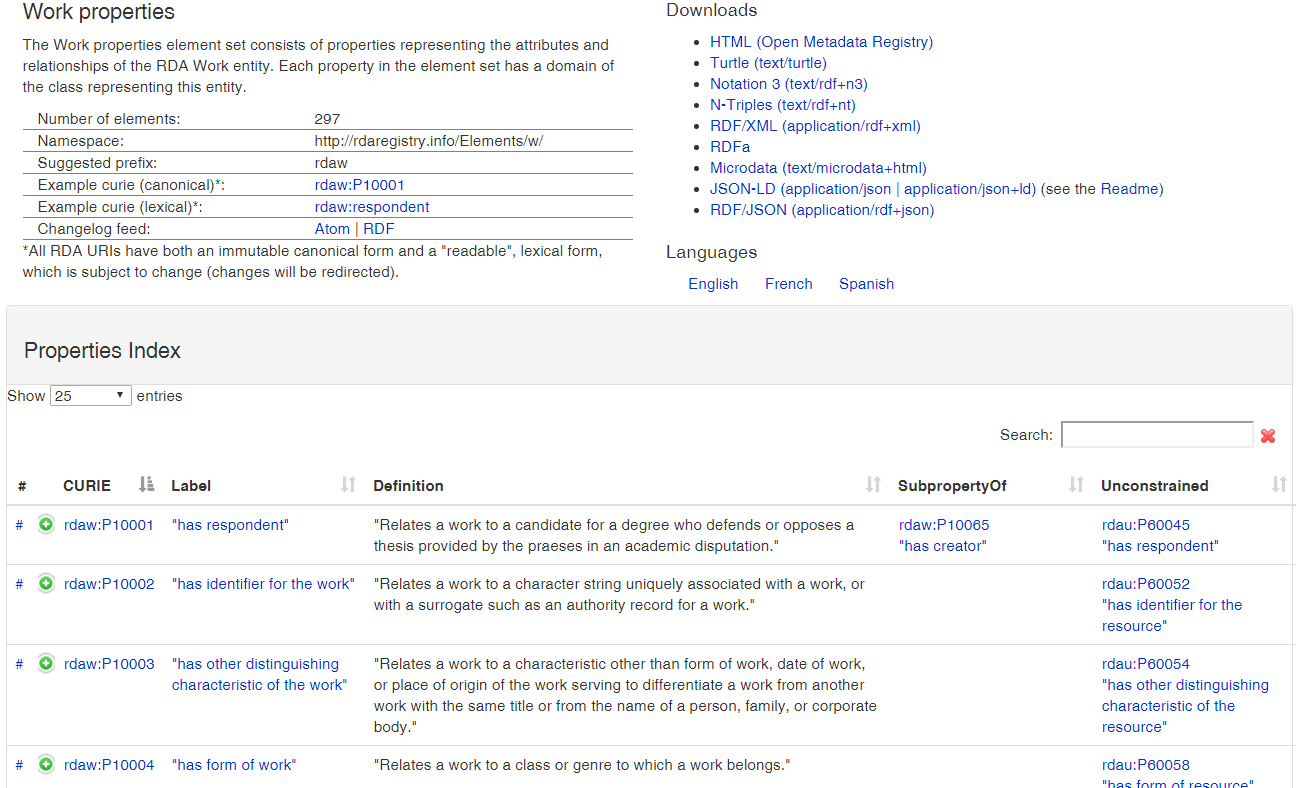 Work properties
The Work properties element set consists of properties representing the attributes and
relationships of the RDA Work entity. Each property in the element set has a domain of
the class representing this entity.
Number of elements: 297
Namespace: http://rdaregistry.info/Elements/w/
Suggested prefix: rdaw
Example curie (canonical)*: rdaw:P10001
Example curie (lexical)*: rdaw:respondent
Changelog feed: Atom | RDF
*All RDA URIs have both an immutable canonical form and a "readable", lexical form,
which is subject to change (changes will be redirected).
Downloads
HTML (Open Metadata Registry)
Turtle (text/turtle)
Notation 3 (text/rdf+n3)
N-Triples (text/rdf+nt)
RDF/XML (application/rdf+xml)
RDFa
Microdata (text/microdata+html)
JSON-LD (application/json | application/json+ld) (see the Readme)
RDF/JSON (application/rdf+json)
Languages
English French Spanish
Properties Index
Show 25 entries
Search:
# CURIE Label Definition SubpropertyOf Unconstrained
# rdaw:P10001 "has respondent" "Relates a work to a candidate for a degree who defends or opposes a rdaw:P10065 rdau:P60045
thesis provided by the praeses in an academic disputation." "has creator" "has respondent"
# rdaw:P10002 "has identifier for the work" "Relates a work to a character string uniquely associated with a work, or rdau:P60052
with a surrogate such as an authority record for a work." "has identifier for the
resource"
# rdaw:P10003 "has other distinguishing "Relates a work to a characteristic other than form of work, date of work, rdau:P60054
characteristic of the work" or place of origin of the work serving to differentiate a work from another "has other distinguishing
work with the same title or from the name of a person, family, or corporate characteristic of the
body." resource"
# rdaw:P10004 "has form of work" "Relates a work to a class or genre to which a work belongs." rdau:P60058
"has form of resource"